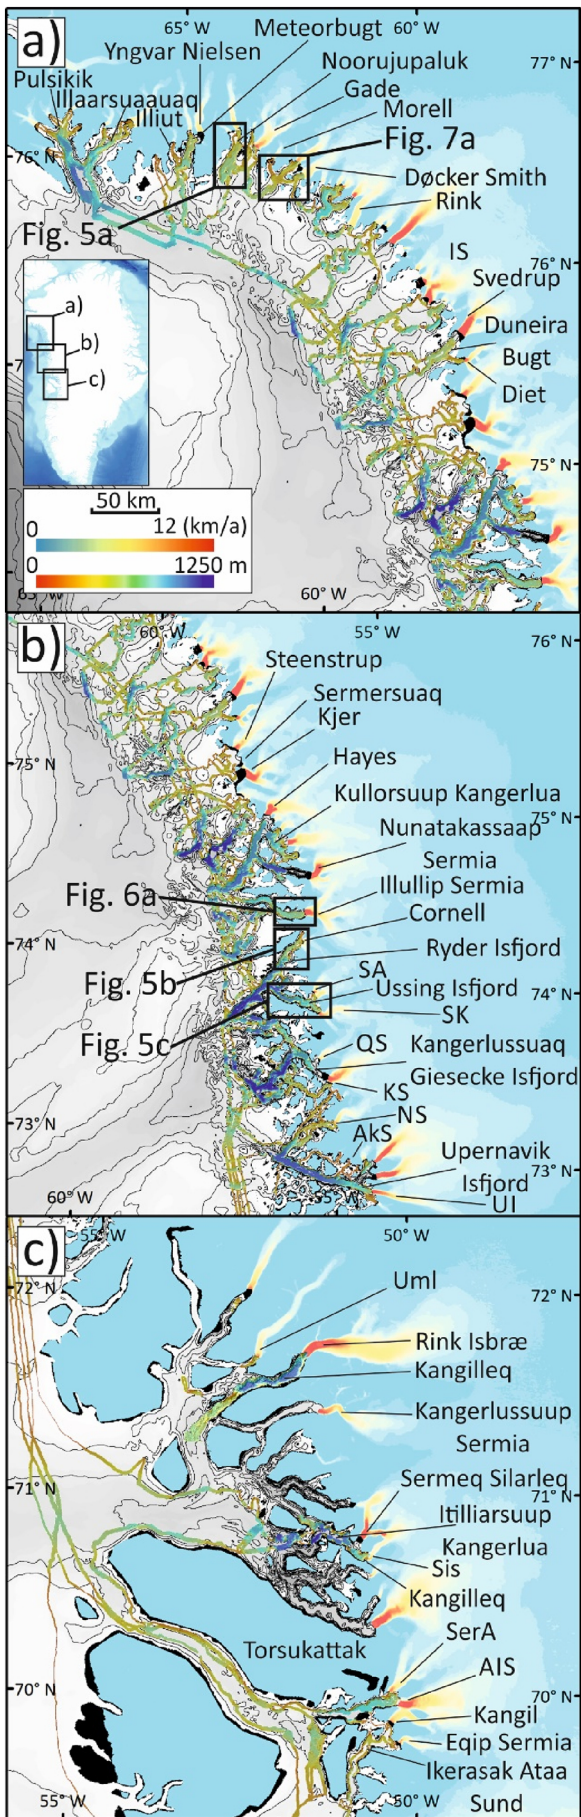 65° W
60° W
a)
Meteorbugt
Yngvar Nielsen
Noorujupaluk
77° N
Pulsikik
Gade
Illaarsuaauaq
Morell
Illiut
Fig. 7a
76° N
Døcker Smith
Rink
Fig. 5a
IS
76° N
Svedrup
a)
Duneira
b)
Bugt
c)
Diet
50 km
75° N
0
12 (km/a)
0
1250 m
60° W
60° W
55° W
76° N
b)
Steenstrup
Sermersuaq
Kjer
75° N
Hayes
75° N
Kullorsuup Kangerlua
Nunatakassaap
Sermia
Fig. 6a
Illullip Sermia
Cornell
74° N
Ryder Isfjord
Fig. 5b
SA
Ussing Isfjord
74° N
SK
Fig. 5c
QS
Kangerlussuaq
Giesecke Isfjord
KS
73° N
NS
AkS
Upernavik
73° N
Isfjord
60° W
55° W
UI
55° W
50° W
c)
72° N
Uml
72° N
Rink Isbræ
Kangilleq
Kangerlussuup
Sermia
71° N
Sermeq Silarleq
71° N
Itilliarsuup
Kangerlua
Sis
Kangilleq
Torsukattak
SerA
70° N
AIS
70° N
Kangil
Eqip Sermia
Ikerasak Ataa
Sund
55° W
50° W